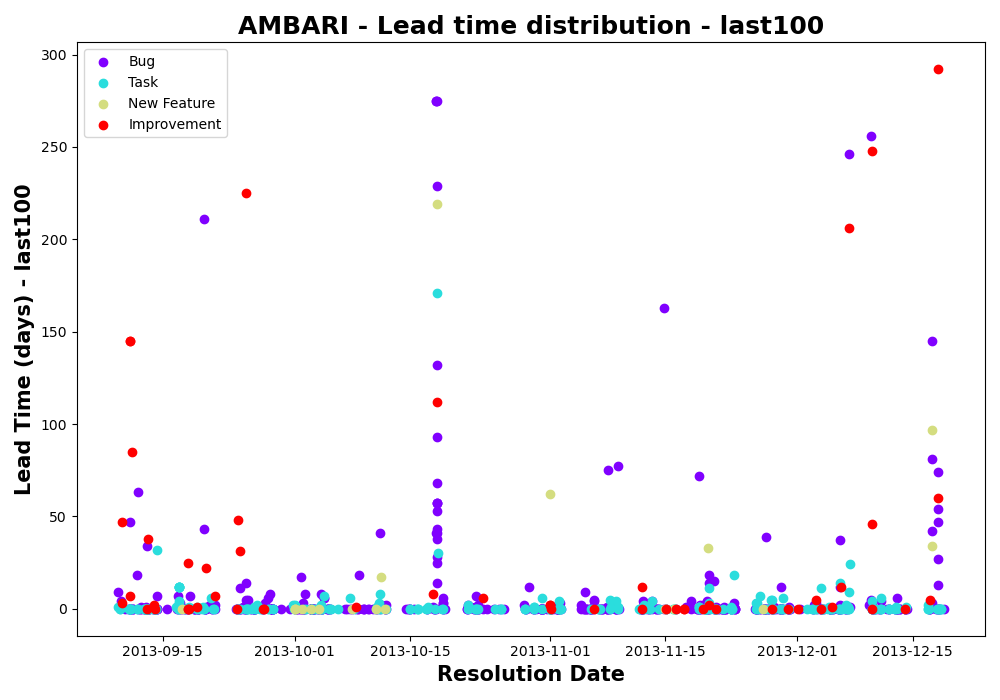 AMBARI - Lead time distribution - last100
Bug
Task
New Feature
Improvement
Lead Time (days) - last100
300
250
200
150
100
50
0
2013-09-15 2013-10-01 2013-10-15 2013-11-01 2013-11-15 2013-12-01 2013-12-15
Resolution Date